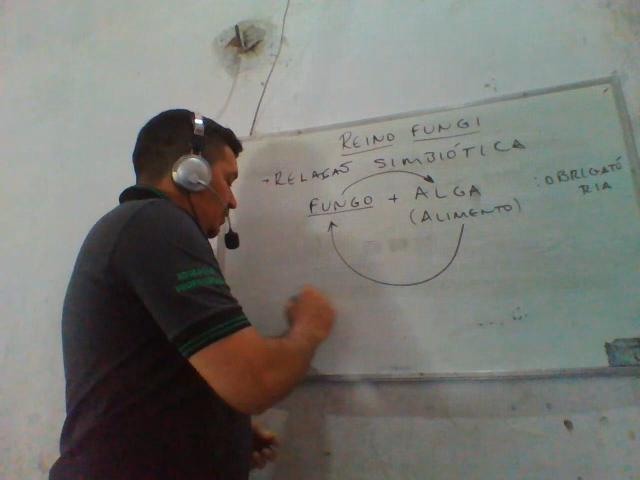 REINO FUNGI
- RELAÇÃO SIMBIÓTICA
: OBRIGATÓ
RIA
FUNGO + ALGA
(ALIMENTO)